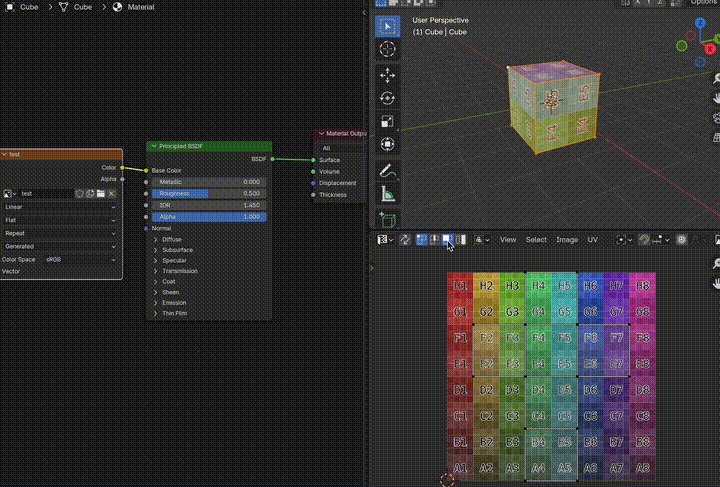 Cube > Cube > Material
Options
User Perspective
(1) Cube | Cube
Z
X
E5
E4
test
Color
Alpha
test
Linear
Flat
Repeat
Generated
Color Space sRGB
Vector
Principled BSDF
BSDF
Base Color
Metallic 0.000
Roughness 0.500
IOR 1.450
Alpha 1.000
Normal
Diffuse
Subsurface
Specular
Transmission
Coat
Sheen
Emission
Thin Film
Material Outpu
All
Surface
Volume
Displacement
Thickness
View Select Image UV
H1 H2 H3 H4 H5 H6 H7 H8
G1 G2 G3 G4 G5 G6 G7 G8
F1 F2 F3 F4 F5 F6 F7 F8
E1 E2 E3 E4 E5 E6 E7 E8
D1 D2 D3 D4 D5 D6 D7 D8
C1 C2 C3 C4 C5 C6 C7 C8
B1 B2 B3 B4 B5 B6 B7 B8
A1 A2 A3 A4 A5 A6 A7 A8